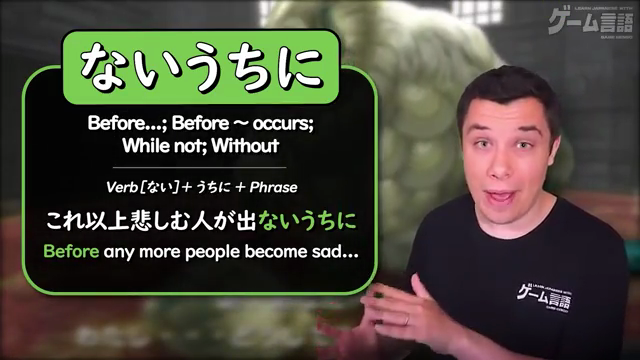 LEARN JAPANESE WITH
ゲーム言語
GAME GENGO
ないうちに
Before...; Before ～ occurs;
While not; Without
Verb[ない]+ うちに + Phrase
これ以上悲しむ人が出ないうちに
Before any more people become sad...
LEARN JAPANESE WITH
ゲーム言語
GAME GENGO